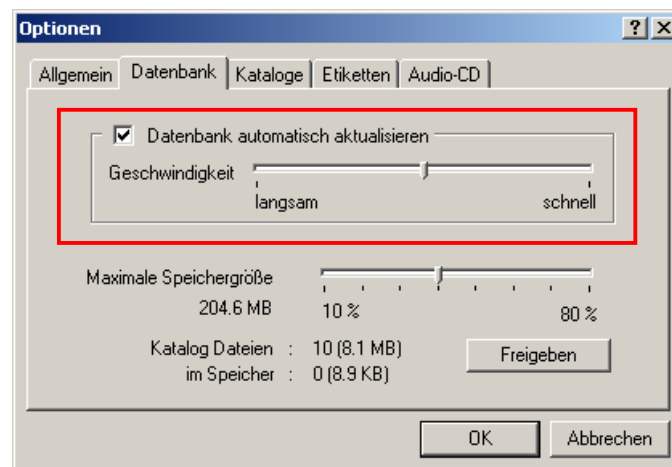 Optionen
Allgemein Datenbank Kataloge Etiketten Audio-CD
Datenbank automatisch aktualisieren
Geschwindigkeit
langsam schnell
Maximale Speichergröße
204.6 MB 10 % 80 %
Katalog Dateien : 10 (8.1 MB)
im Speicher : 0 (8.9 KB)
Freigeben
OK Abbrechen